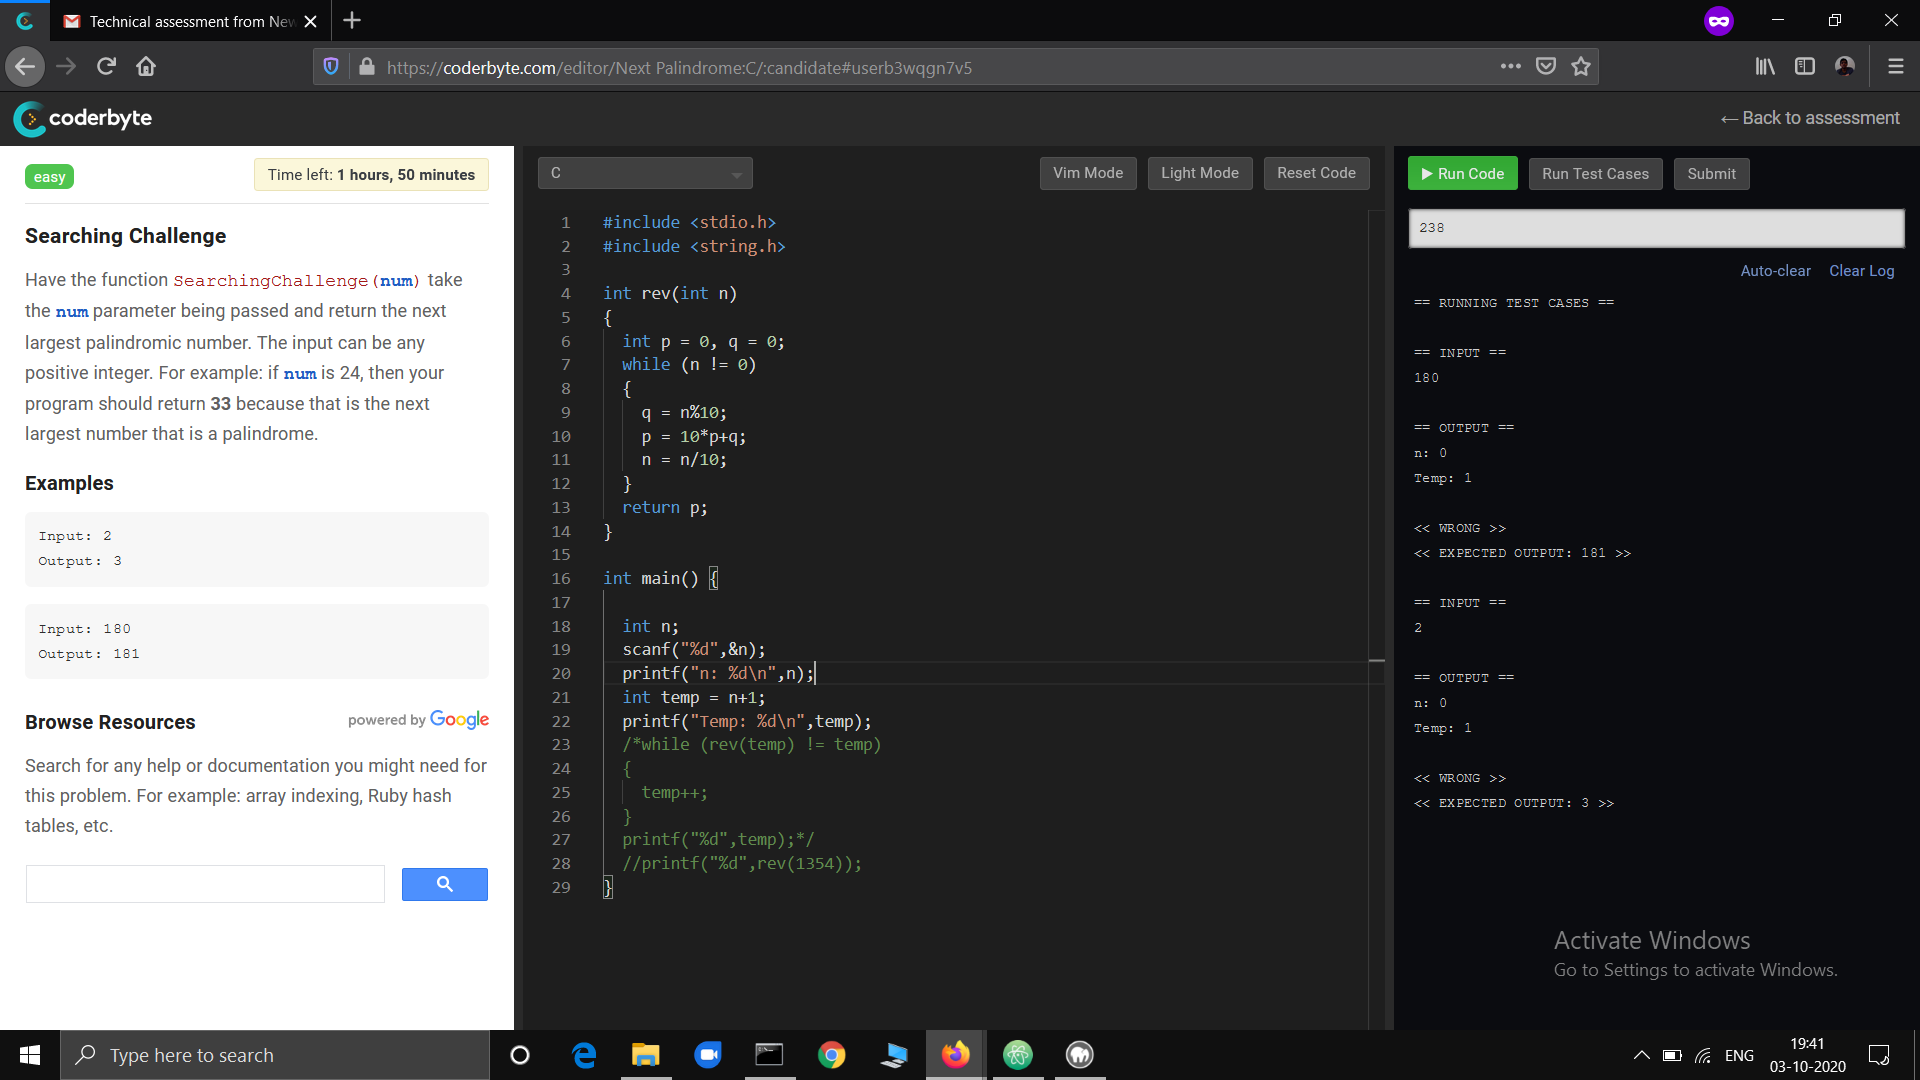 Technical assessment from New
https://coderbyte.com/editor/Next Palindrome:C/:candidate#userb3wqgn7v5
coderbyte
←Back to assessment
easy
Time left: 1 hours, 50 minutes
Searching Challenge
Have the function SearchingChallenge(num) take
the num parameter being passed and return the next
largest palindromic number. The input can be any
positive integer. For example: if num is 24, then your
program should return 33 because that is the next
largest number that is a palindrome.
Examples
Input: 2
Output: 3
Input: 180
Output: 181
Browse Resources
powered by Google
Search for any help or documentation you might need for
this problem. For example: array indexing, Ruby hash
tables, etc.
C
Vim Mode
Light Mode
Reset Code
1 #include <stdio.h>
2 #include <string.h>
3
4 int rev(int n)
5 {
6 int p = 0, q = 0;
7 while (n != 0)
8 {
9 q = n%10;
10 p = 10*p+q;
11 n = n/10;
12 }
13 return p;
14 }
15
16 int main() {
17
18 int n;
19 scanf("%d",&n);
20 printf("n: %d\n",n);
21 int temp = n+1;
22 printf("Temp: %d\n",temp);
23 /*while (rev(temp) != temp)
24 {
25 temp++;
26 }
27 printf("%d",temp);*/
28 //printf("%d",rev(1354));
29 }
Run Code
Run Test Cases
Submit
238
Auto-clear
Clear Log
== RUNNING TEST CASES ==
== INPUT ==
180
== OUTPUT ==
n: 0
Temp: 1
<< WRONG >>
<< EXPECTED OUTPUT: 181 >>
== INPUT ==
2
== OUTPUT ==
n: 0
Temp: 1
<< WRONG >>
<< EXPECTED OUTPUT: 3 >>
Activate Windows
Go to Settings to activate Windows.
Type here to search
ENG
19:41
03-10-2020